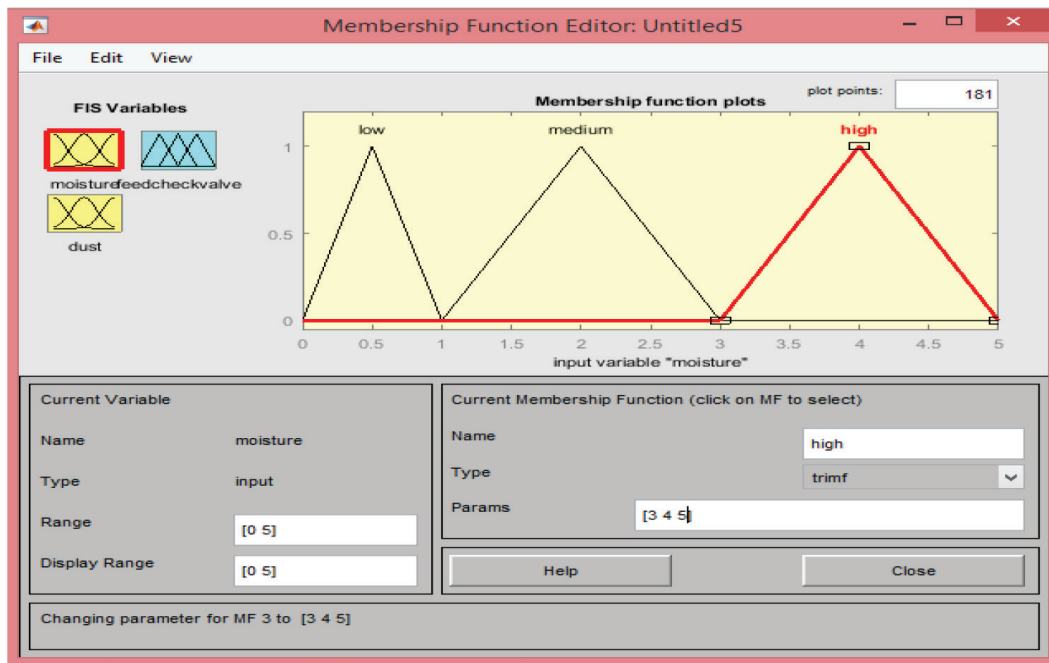 Membership Function Editor: Untitled5
File Edit View
FIS Variables
moisture feedcheckvalve
dust
Membership function plots
plot points: 181
low medium high
1
0.5
0
0 0.5 1 1.5 2 2.5 3 3.5 4 4.5 5
input variable "moisture"
Current Variable
Name moisture
Type input
Range [0 5]
Display Range [0 5]
Current Membership Function (click on MF to select)
Name high
Type trimf
Params [3 4 5]
Help Close
Changing parameter for MF 3 to [3 4 5]